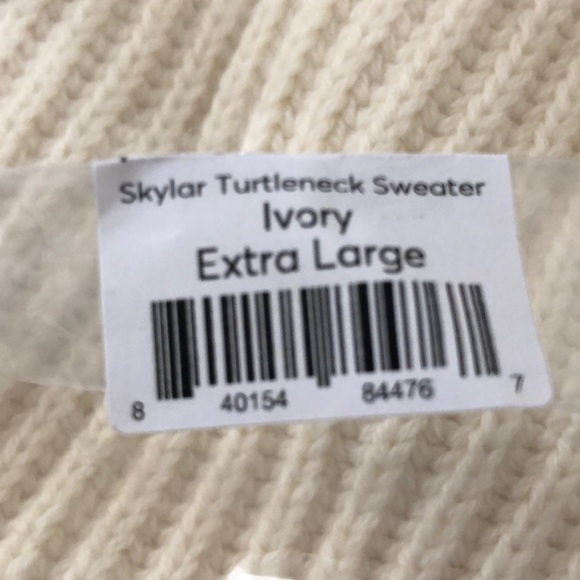 Skylar Turtleneck Sweater
Ivory
Extra Large
8 40154 84476 7